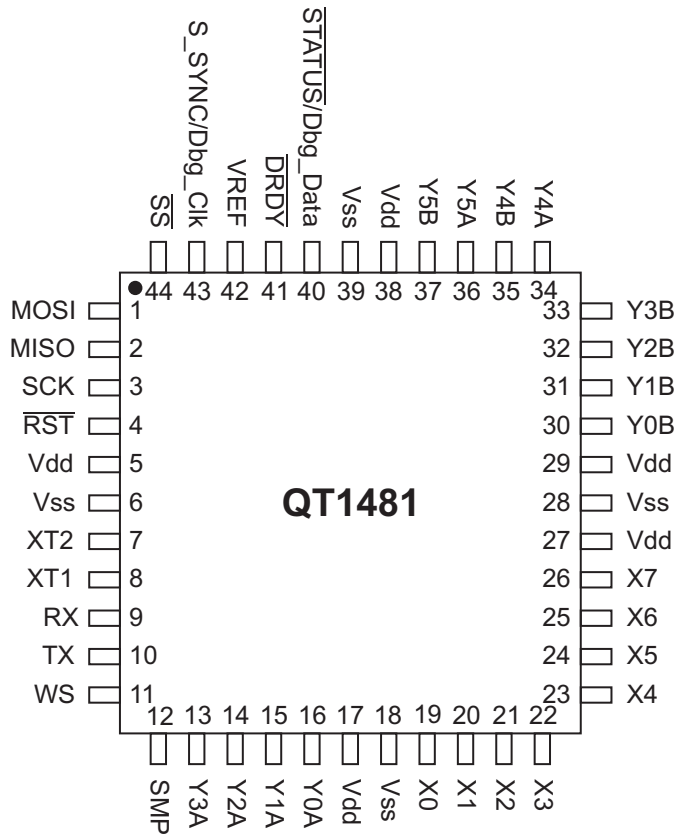 S̅S̅
S_SYNC/Dbg_Clk
VREF
D̅R̅D̅Y̅
S̅T̅A̅T̅U̅S̅/Dbg_Data
Vss
Vdd
Y5B
Y5A
Y4B
Y4A
44 43 42 41 40 39 38 37 36 35 34
MOSI 1
MISO 2
SCK 3
R̅S̅T̅ 4
Vdd 5
Vss 6
XT2 7
XT1 8
RX 9
TX 10
WS 11
QT1481
33 Y3B
32 Y2B
31 Y1B
30 Y0B
29 Vdd
28 Vss
27 Vdd
26 X7
25 X6
24 X5
23 X4
12 13 14 15 16 17 18 19 20 21 22
SMP
Y3A
Y2A
Y1A
Y0A
Vdd
Vss
X0
X1
X2
X3